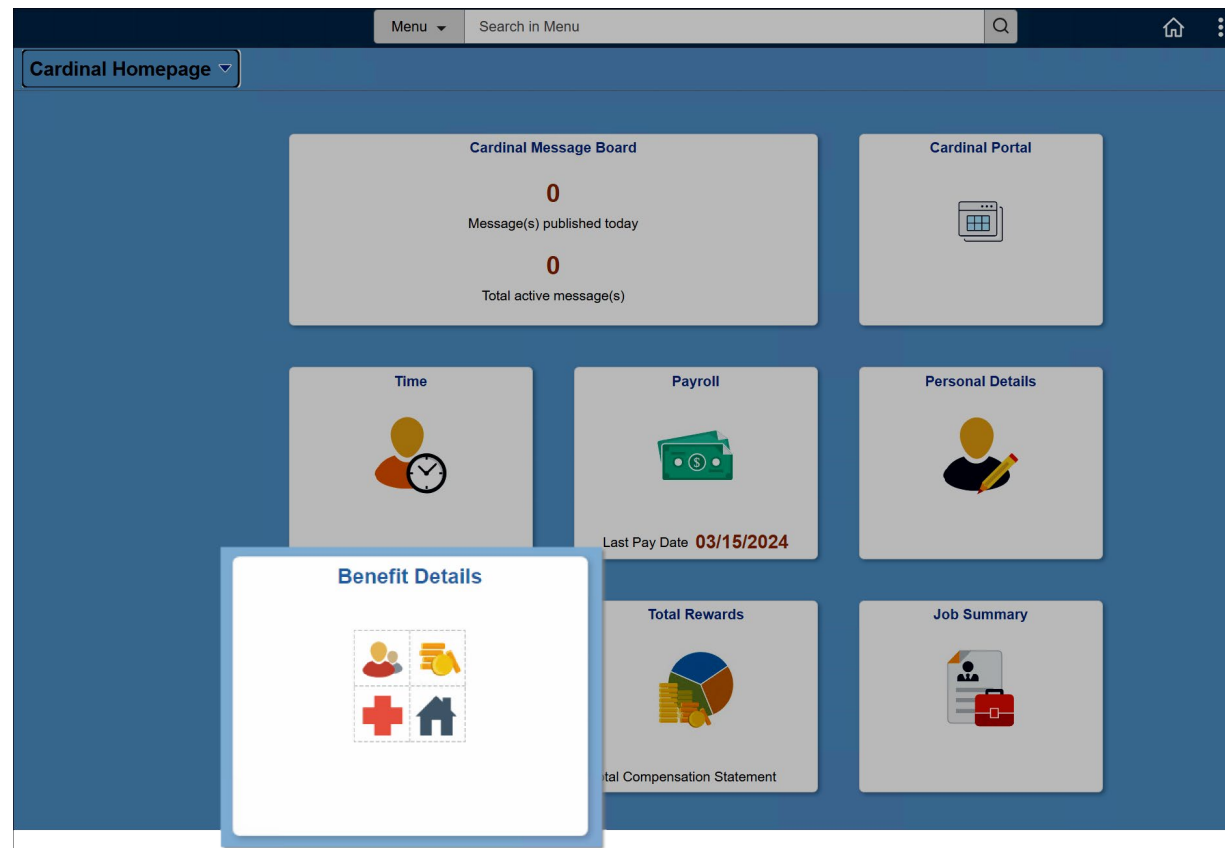 Menu
Search in Menu
Cardinal Homepage
Cardinal Message Board
0
Message(s) published today
0
Total active message(s)
Cardinal Portal
Time
Payroll
Last Pay Date 03/15/2024
Personal Details
Benefit Details
Total Rewards
tal Compensation Statement
Job Summary